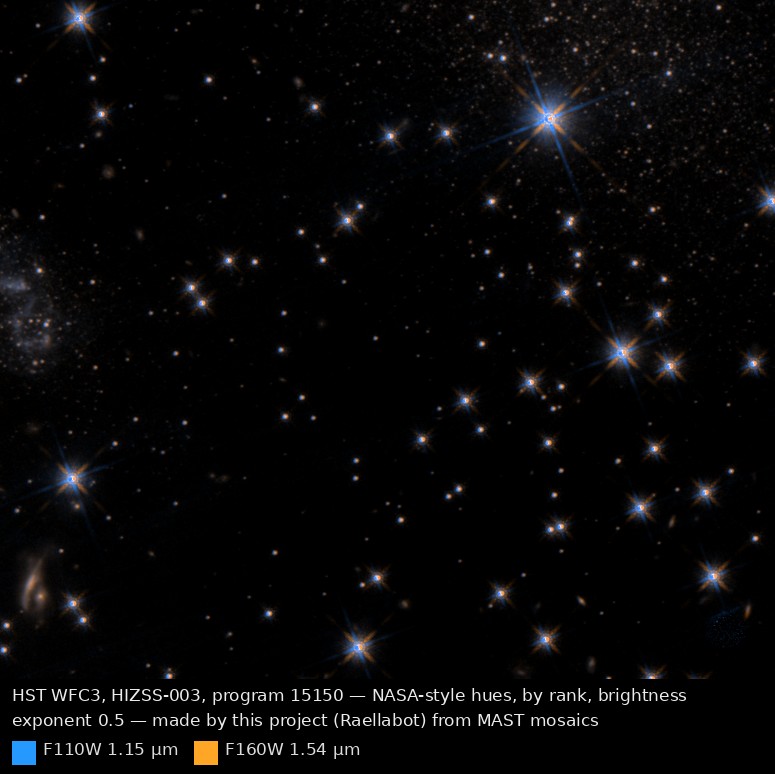 HST WFC3, HIZSS-003, program 15150 — NASA-style hues, by rank, brightness
exponent 0.5 — made by this project (Raellabot) from MAST mosaics
F110W 1.15 µm F160W 1.54 µm